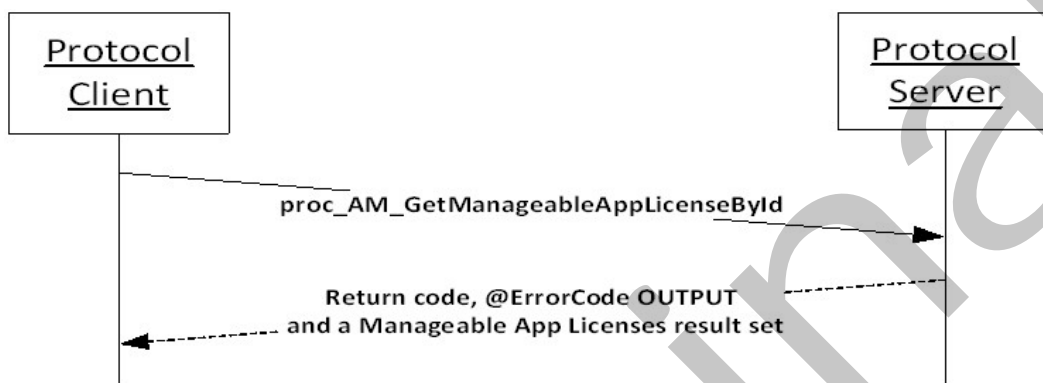 Protocol
Client
Protocol
Server
proc_AM_GetManageableAppLicenseById
Return code, @ErrorCode OUTPUT
and a Manageable App Licenses result set